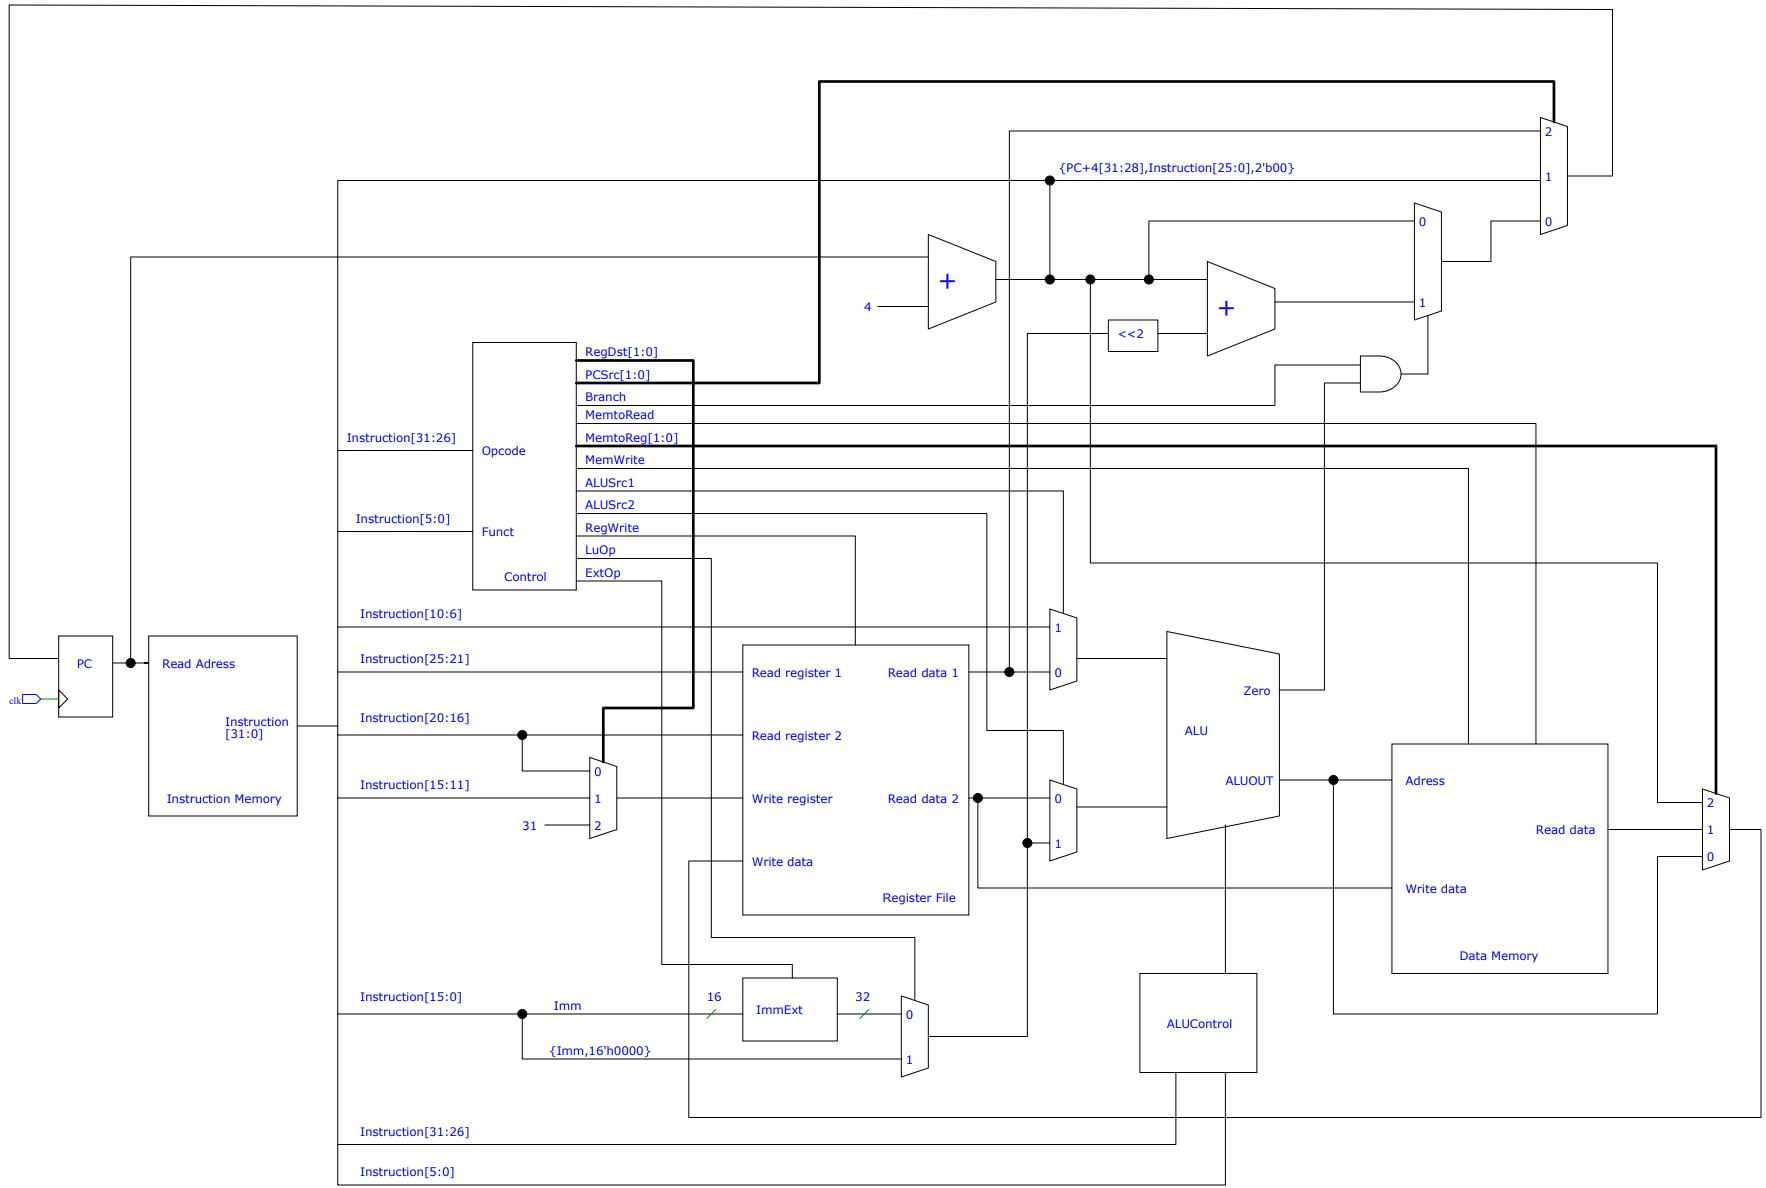 2
{PC+4[31:28],Instruction[25:0],2'b00}
1
0
0
+
4
+
1
<<2
RegDst[1:0]
PCSrc[1:0]
Branch
MemtoRead
Instruction[31:26]
MemtoReg[1:0]
Opcode
MemWrite
ALUSrc1
ALUSrc2
Instruction[5:0]
RegWrite
Funct
LuOp
Control
ExtOp
Instruction[10:6]
1
PC
Read Adress
Instruction[25:21]
Read register 1
Read data 1
0
Zero
clk
Instruction
[31:0]
Instruction[20:16]
Read register 2
ALU
0
ALUOUT
Adress
Instruction[15:11]
Instruction Memory
1
Write register
Read data 2
0
2
31
2
Read data
1
1
0
Write data
Write data
Register File
Data Memory
Instruction[15:0]
Imm
16
ImmExt
32
0
ALUControl
{Imm,16'h0000}
1
Instruction[31:26]
Instruction[5:0]